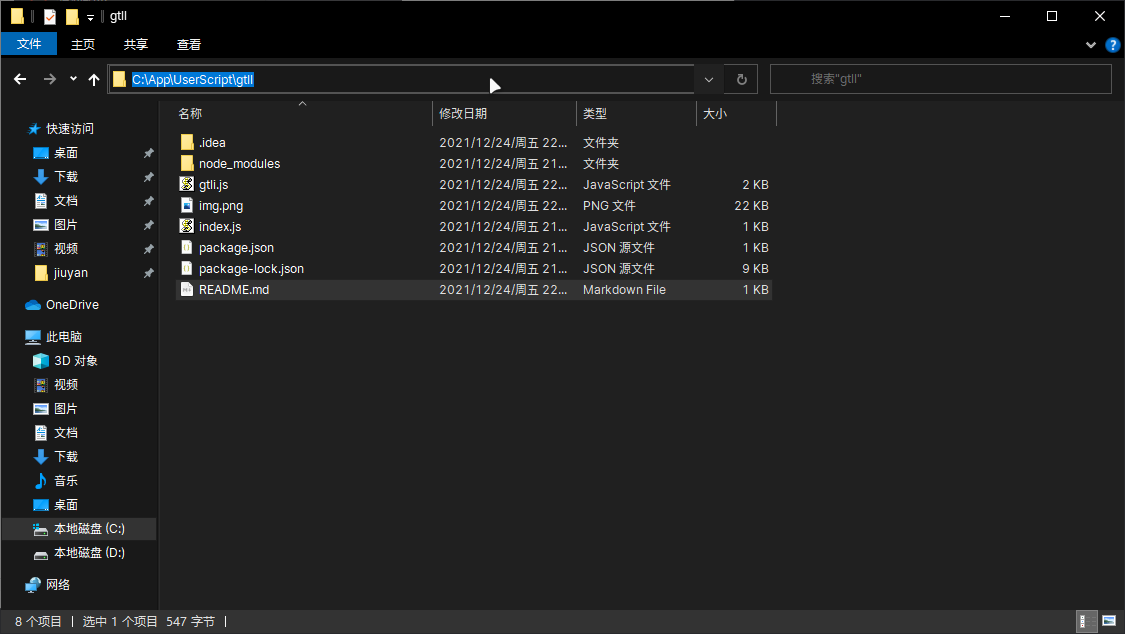 gtll
文件 主页 共享 查看
C:\App\UserScript\gtll
搜索"gtll"
名称 修改日期 类型 大小
.idea 2021/12/24/周五 22... 文件夹
node_modules 2021/12/24/周五 21... 文件夹
gtli.js 2021/12/24/周五 22... JavaScript 文件 2 KB
img.png 2021/12/24/周五 22... PNG 文件 22 KB
index.js 2021/12/24/周五 21... JavaScript 文件 1 KB
package.json 2021/12/24/周五 21... JSON 源文件 1 KB
package-lock.json 2021/12/24/周五 21... JSON 源文件 9 KB
README.md 2021/12/24/周五 22... Markdown File 1 KB
快速访问
桌面
下载
文档
图片
视频
jiuyan
OneDrive
此电脑
3D 对象
视频
图片
文档
下载
音乐
桌面
本地磁盘 (C:)
本地磁盘 (D:)
网络
8 个项目 | 选中 1 个项目 547 字节 |